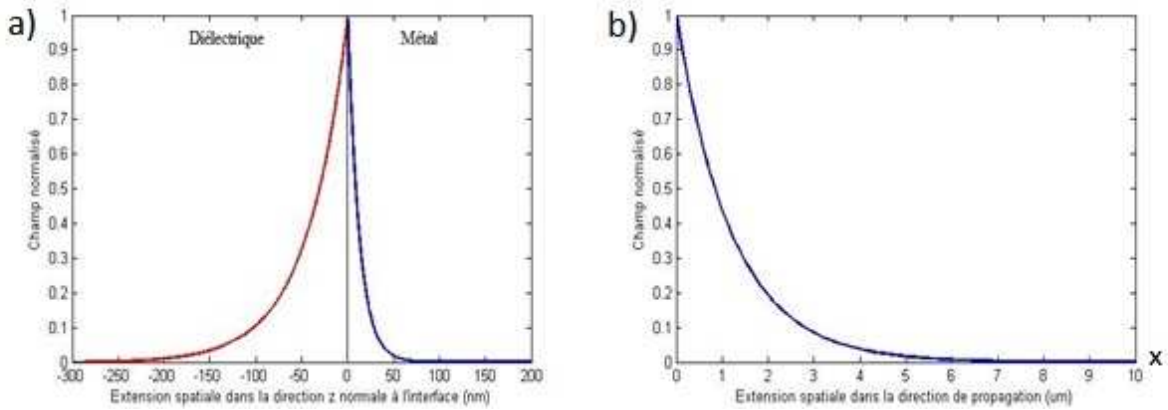 a)
Diélectrique
Métal
Champ normalisé
1
0.9
0.8
0.7
0.6
0.5
0.4
0.3
0.2
0.1
0
-300 -250 -200 -150 -100 -50 0 50 100 150 200
Extension spatiale dans la direction z normale à l'interface (nm)
b)
Champ normalisé
1
0.9
0.8
0.7
0.6
0.5
0.4
0.3
0.2
0.1
0
0 1 2 3 4 5 6 7 8 9 10
x
Extension spatiale dans la direction de propagation (um)